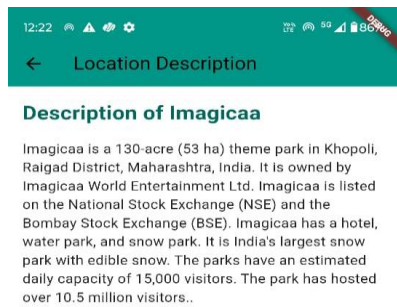 12:22
VoWiFi LTE 5G 86%
DEBUG
Location Description
Description of Imagicaa
Imagicaa is a 130-acre (53 ha) theme park in Khopoli,
Raigad District, Maharashtra, India. It is owned by
Imagicaa World Entertainment Ltd. Imagicaa is listed
on the National Stock Exchange (NSE) and the
Bombay Stock Exchange (BSE). Imagicaa has a hotel,
water park, and snow park. It is India's largest snow
park with edible snow. The parks have an estimated
daily capacity of 15,000 visitors. The park has hosted
over 10.5 million visitors..